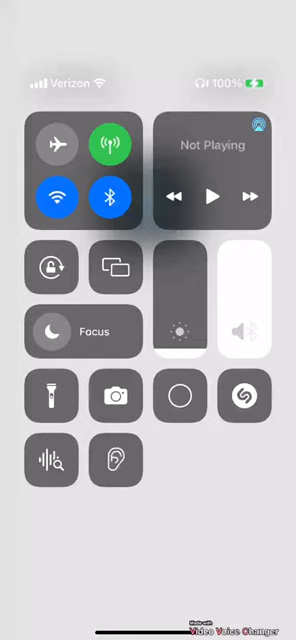 Verizon 100%
Not Playing
Focus
Made with
Video Voice Changer